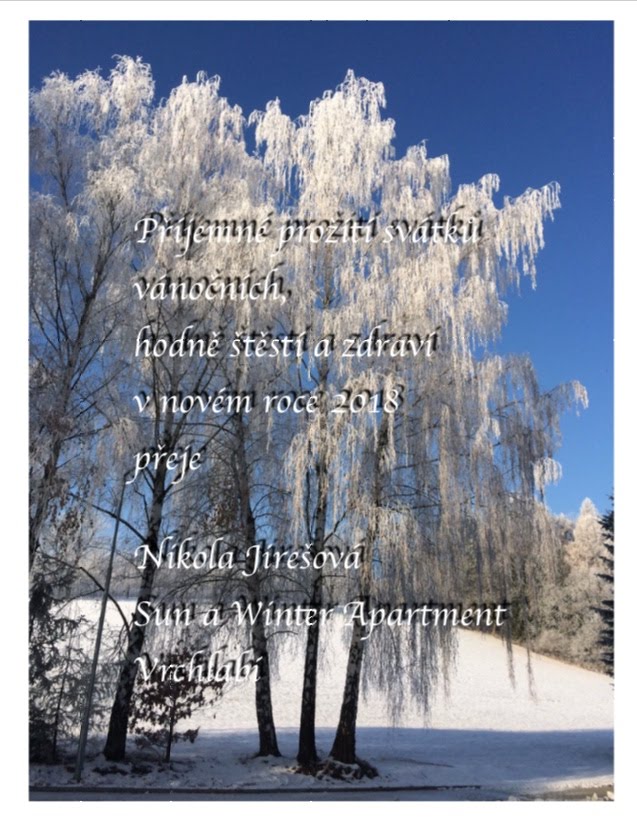 Příjemné prožití svátků
vánočních,
hodně štěstí a zdraví
v novém roce 2018
přeje
Nikola Jirešová
Sun a Winter Apartment
Vrchlabí